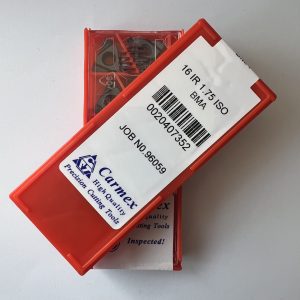 16 IR 1.75 ISO
BMA
0020407352
JOB NO.96059
Carmex
High Quality
Precision Cutting Tools
Inspected!